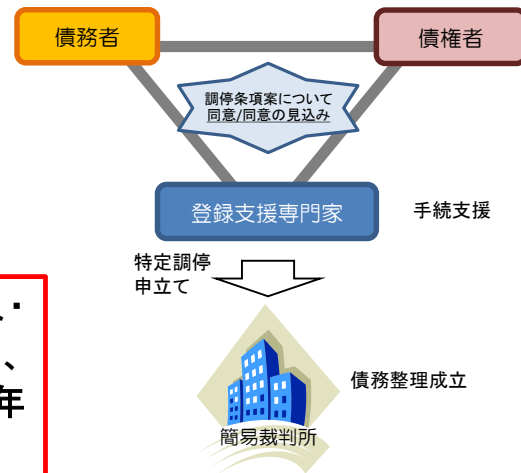 債務者
債権者
調停条項案について
同意/同意の見込み
登録支援専門家
手続支援
特定調停
申立て
債務整理成立
簡易裁判所
・
、
年